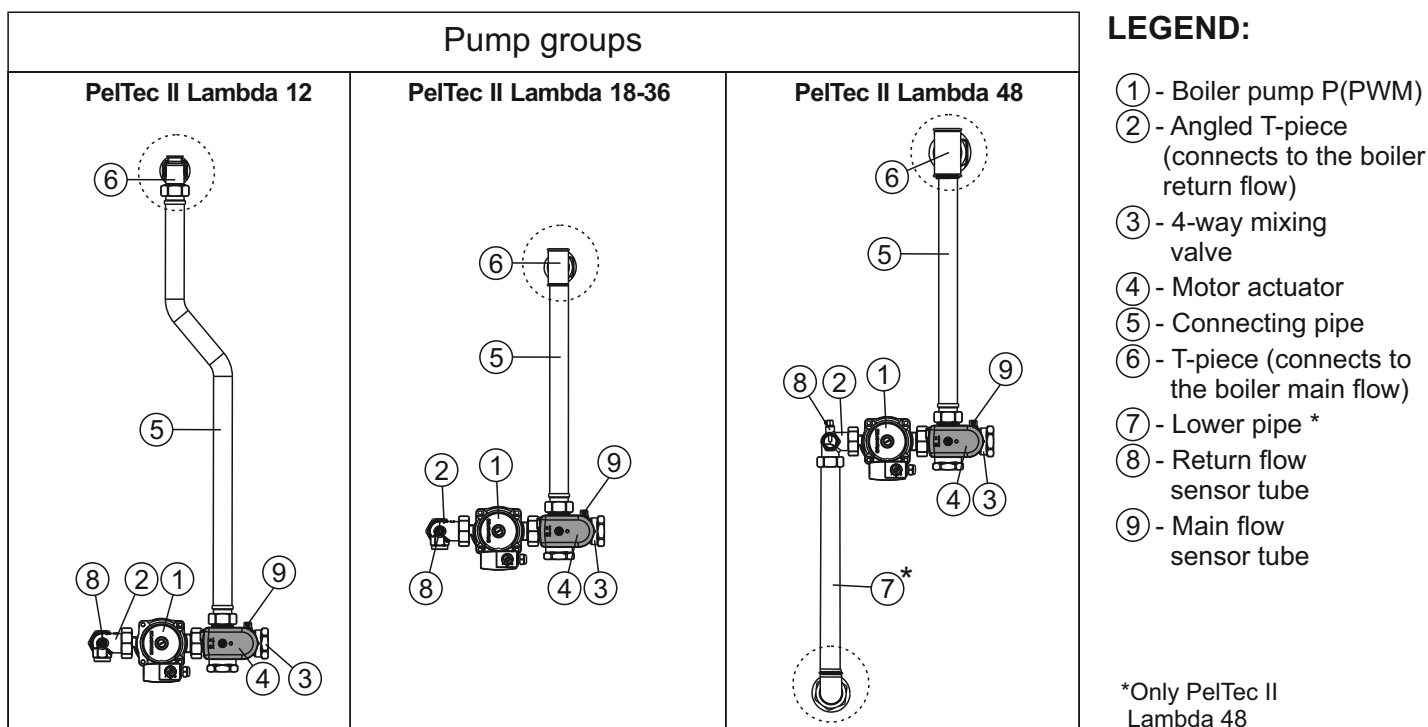 Pump groups
PelTec II Lambda 12
6
5
8 2 1 9
4 3
PelTec II Lambda 18-36
6
5
2 1 9
8 4 3
PelTec II Lambda 48
6
5
8 2 1 9
4 3
7*
LEGEND:
1 - Boiler pump P(PWM)
2 - Angled T-piece
(connects to the boiler
return flow)
3 - 4-way mixing
valve
4 - Motor actuator
5 - Connecting pipe
6 - T-piece (connects to
the boiler main flow)
7 - Lower pipe *
8 - Return flow
sensor tube
9 - Main flow
sensor tube
*Only PelTec II
Lambda 48